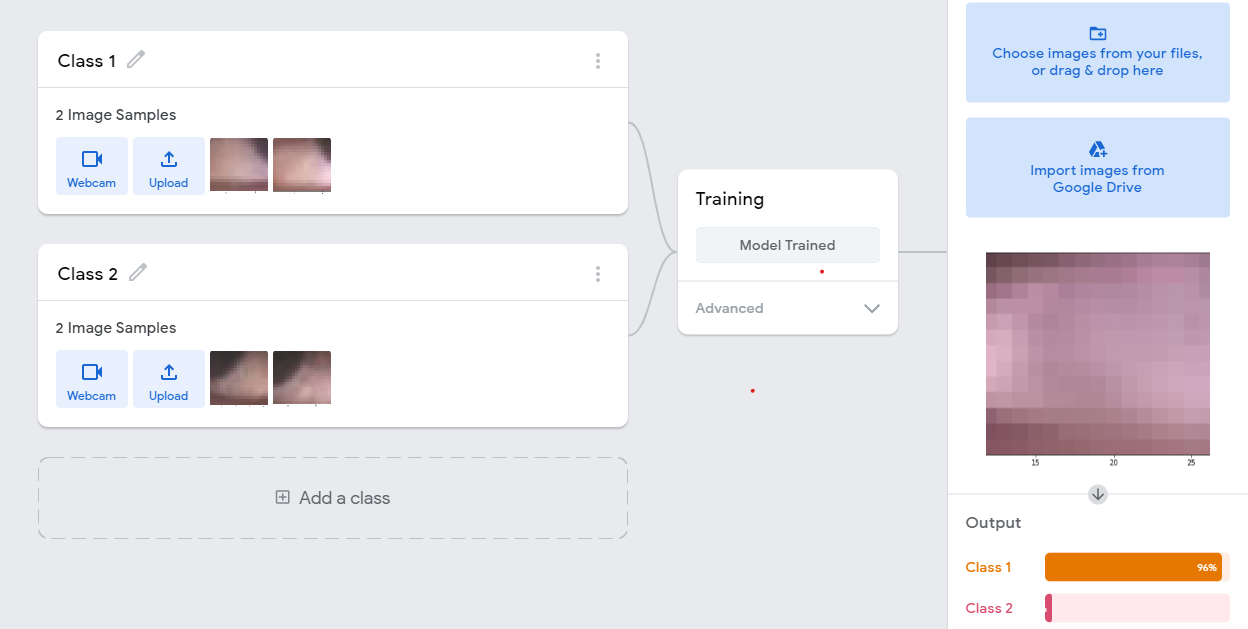 Class 1
2 Image Samples
Webcam
Upload
Class 2
2 Image Samples
Webcam
Upload
Add a class
Training
Model Trained
Advanced
Choose images from your files,
or drag & drop here
Import images from
Google Drive
15 20 25
Output
Class 1 96%
Class 2